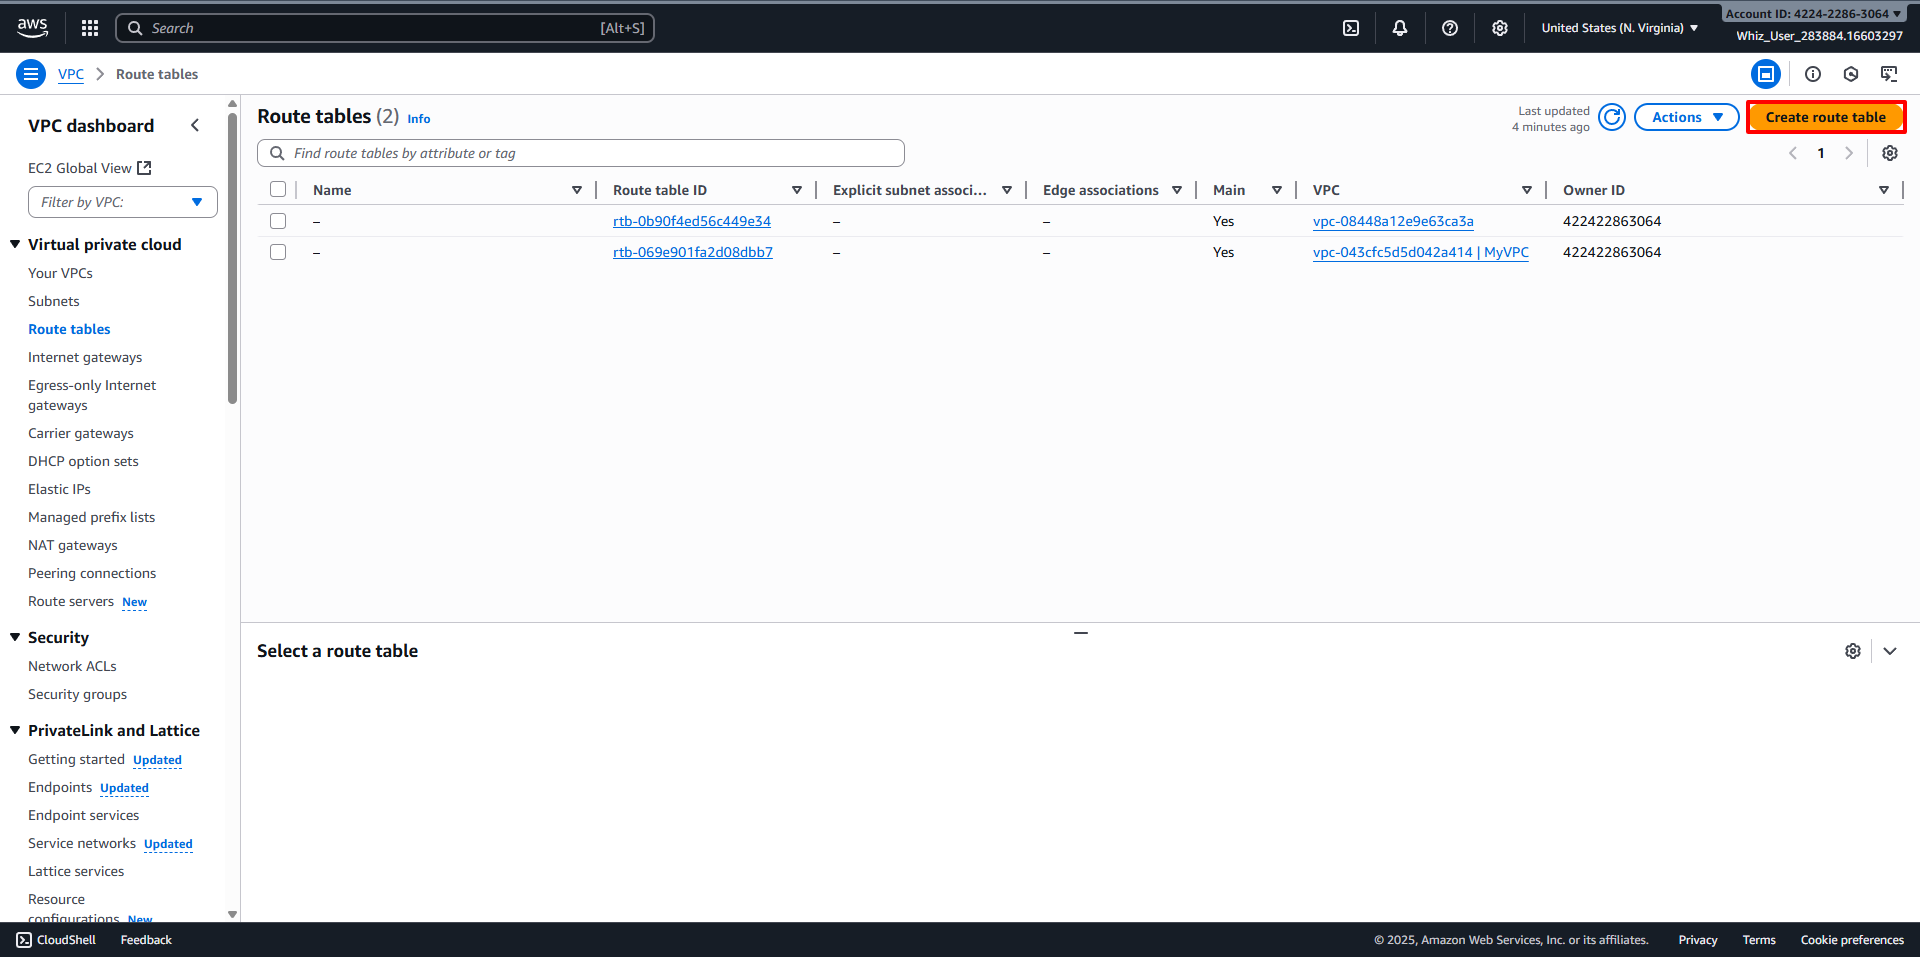 aws
Search [Alt+S]
United States (N. Virginia)
Account ID: 4224-2286-3064
Whiz_User_283884.16603297
VPC
Route tables
VPC dashboard
EC2 Global View
Filter by VPC:
Virtual private cloud
Your VPCs
Subnets
Route tables
Internet gateways
Egress-only Internet
gateways
Carrier gateways
DHCP option sets
Elastic IPs
Managed prefix lists
NAT gateways
Peering connections
Route servers New
Security
Network ACLs
Security groups
PrivateLink and Lattice
Getting started Updated
Endpoints Updated
Endpoint services
Service networks Updated
Lattice services
Resource
configurations New
Route tables (2) Info
Last updated
4 minutes ago
Actions
Create route table
Find route tables by attribute or tag
1
Name Route table ID Explicit subnet associ... Edge associations Main VPC Owner ID
– rtb-0b90f4ed56c449e34 – – Yes vpc-08448a12e9e63ca3a 422422863064
– rtb-069e901fa2d08dbb7 – – Yes vpc-043cfc5d5d042a414 | MyVPC 422422863064
Select a route table
CloudShell Feedback © 2025, Amazon Web Services, Inc. or its affiliates. Privacy Terms Cookie preferences